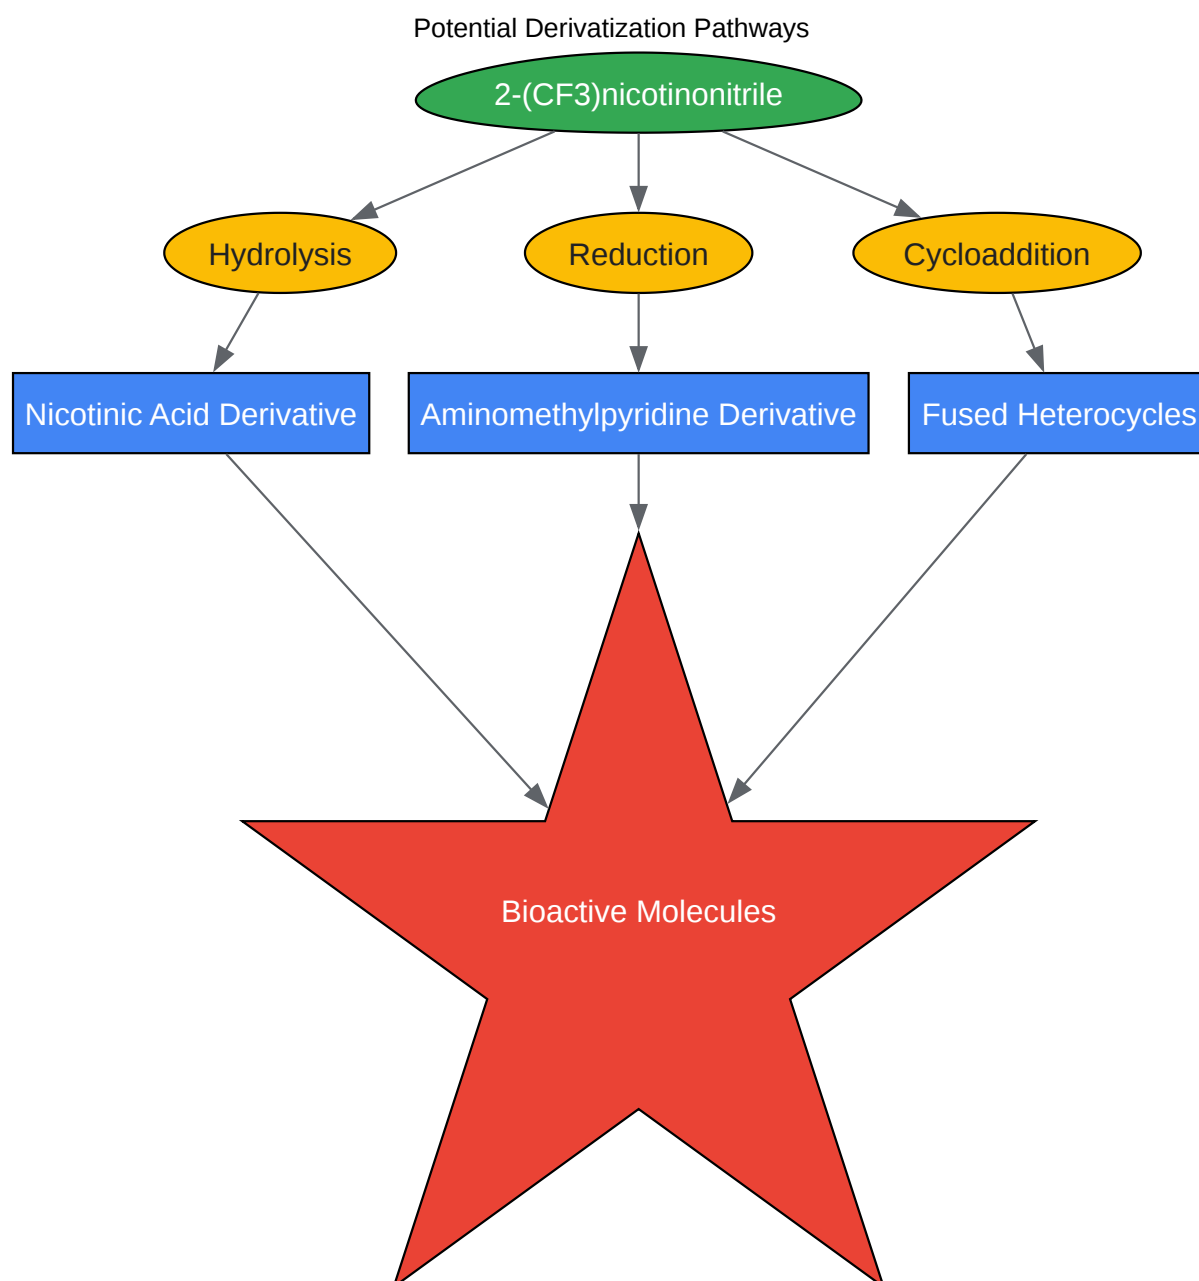 Potential Derivatization Pathways
2-(CF3)nicotinonitrile
Hydrolysis
Reduction
Cycloaddition
Nicotinic Acid Derivative
Aminomethylpyridine Derivative
Fused Heterocycles
Bioactive Molecules